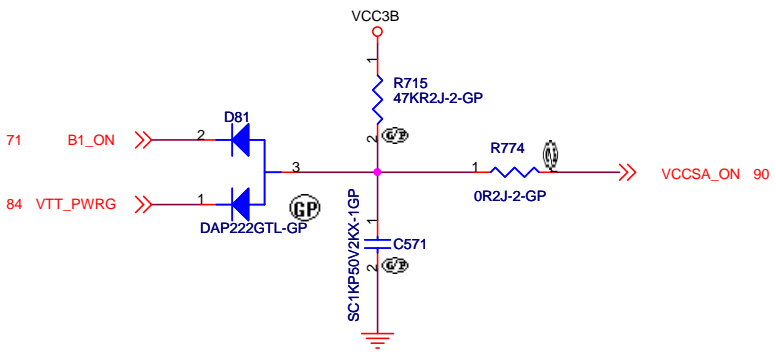 VCC3B
1
R715
47KR2J-2-GP
2
G/P
D81
71 B1_ON 2
3
84 VTT_PWRG 1
GP
DAP222GTL-GP
R774
1
0R2J-2-GP
VCCSA_ON 90
1
C571
2
G/P
SC1KP50V2KX-1GP